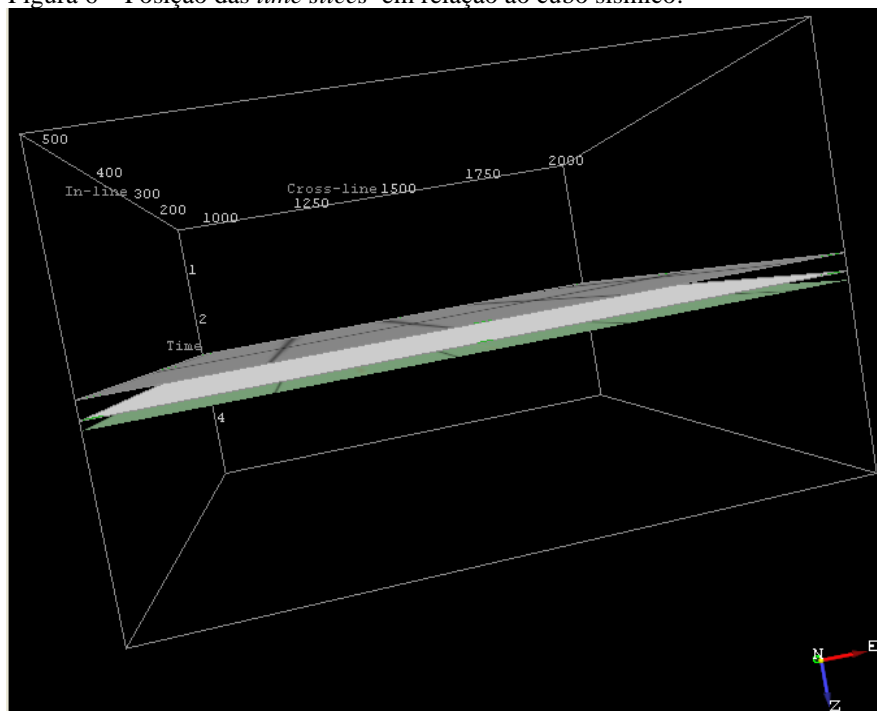 Figura 6 – Posição das time slices em relação ao cubo sísmico.
500
400
In-line 300
200
1000
1250
Cross-line 1500
1750
2000
1
2
Time
4
N
E
Z